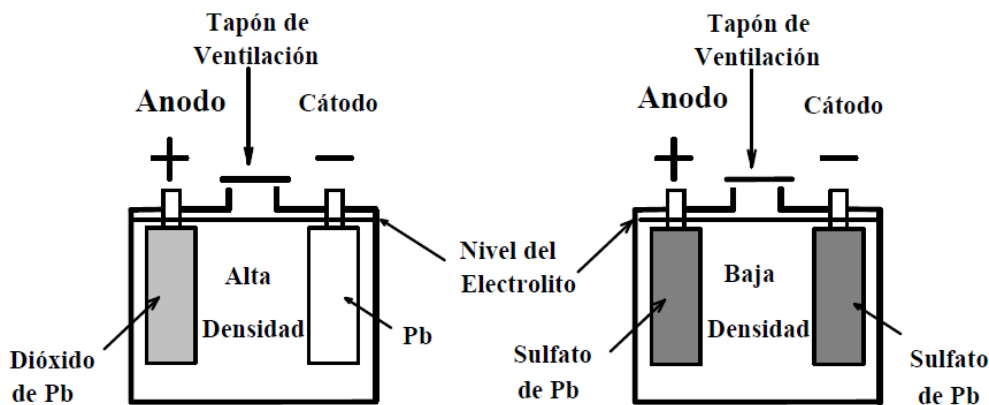 Tapón de
Ventilación
Anodo
Cátodo
+
−
Alta
Densidad
Dióxido
de Pb
Pb
Nivel del
Electrolito
Tapón de
Ventilación
Anodo
Cátodo
+
−
Baja
Densidad
Sulfato
de Pb
Sulfato
de Pb